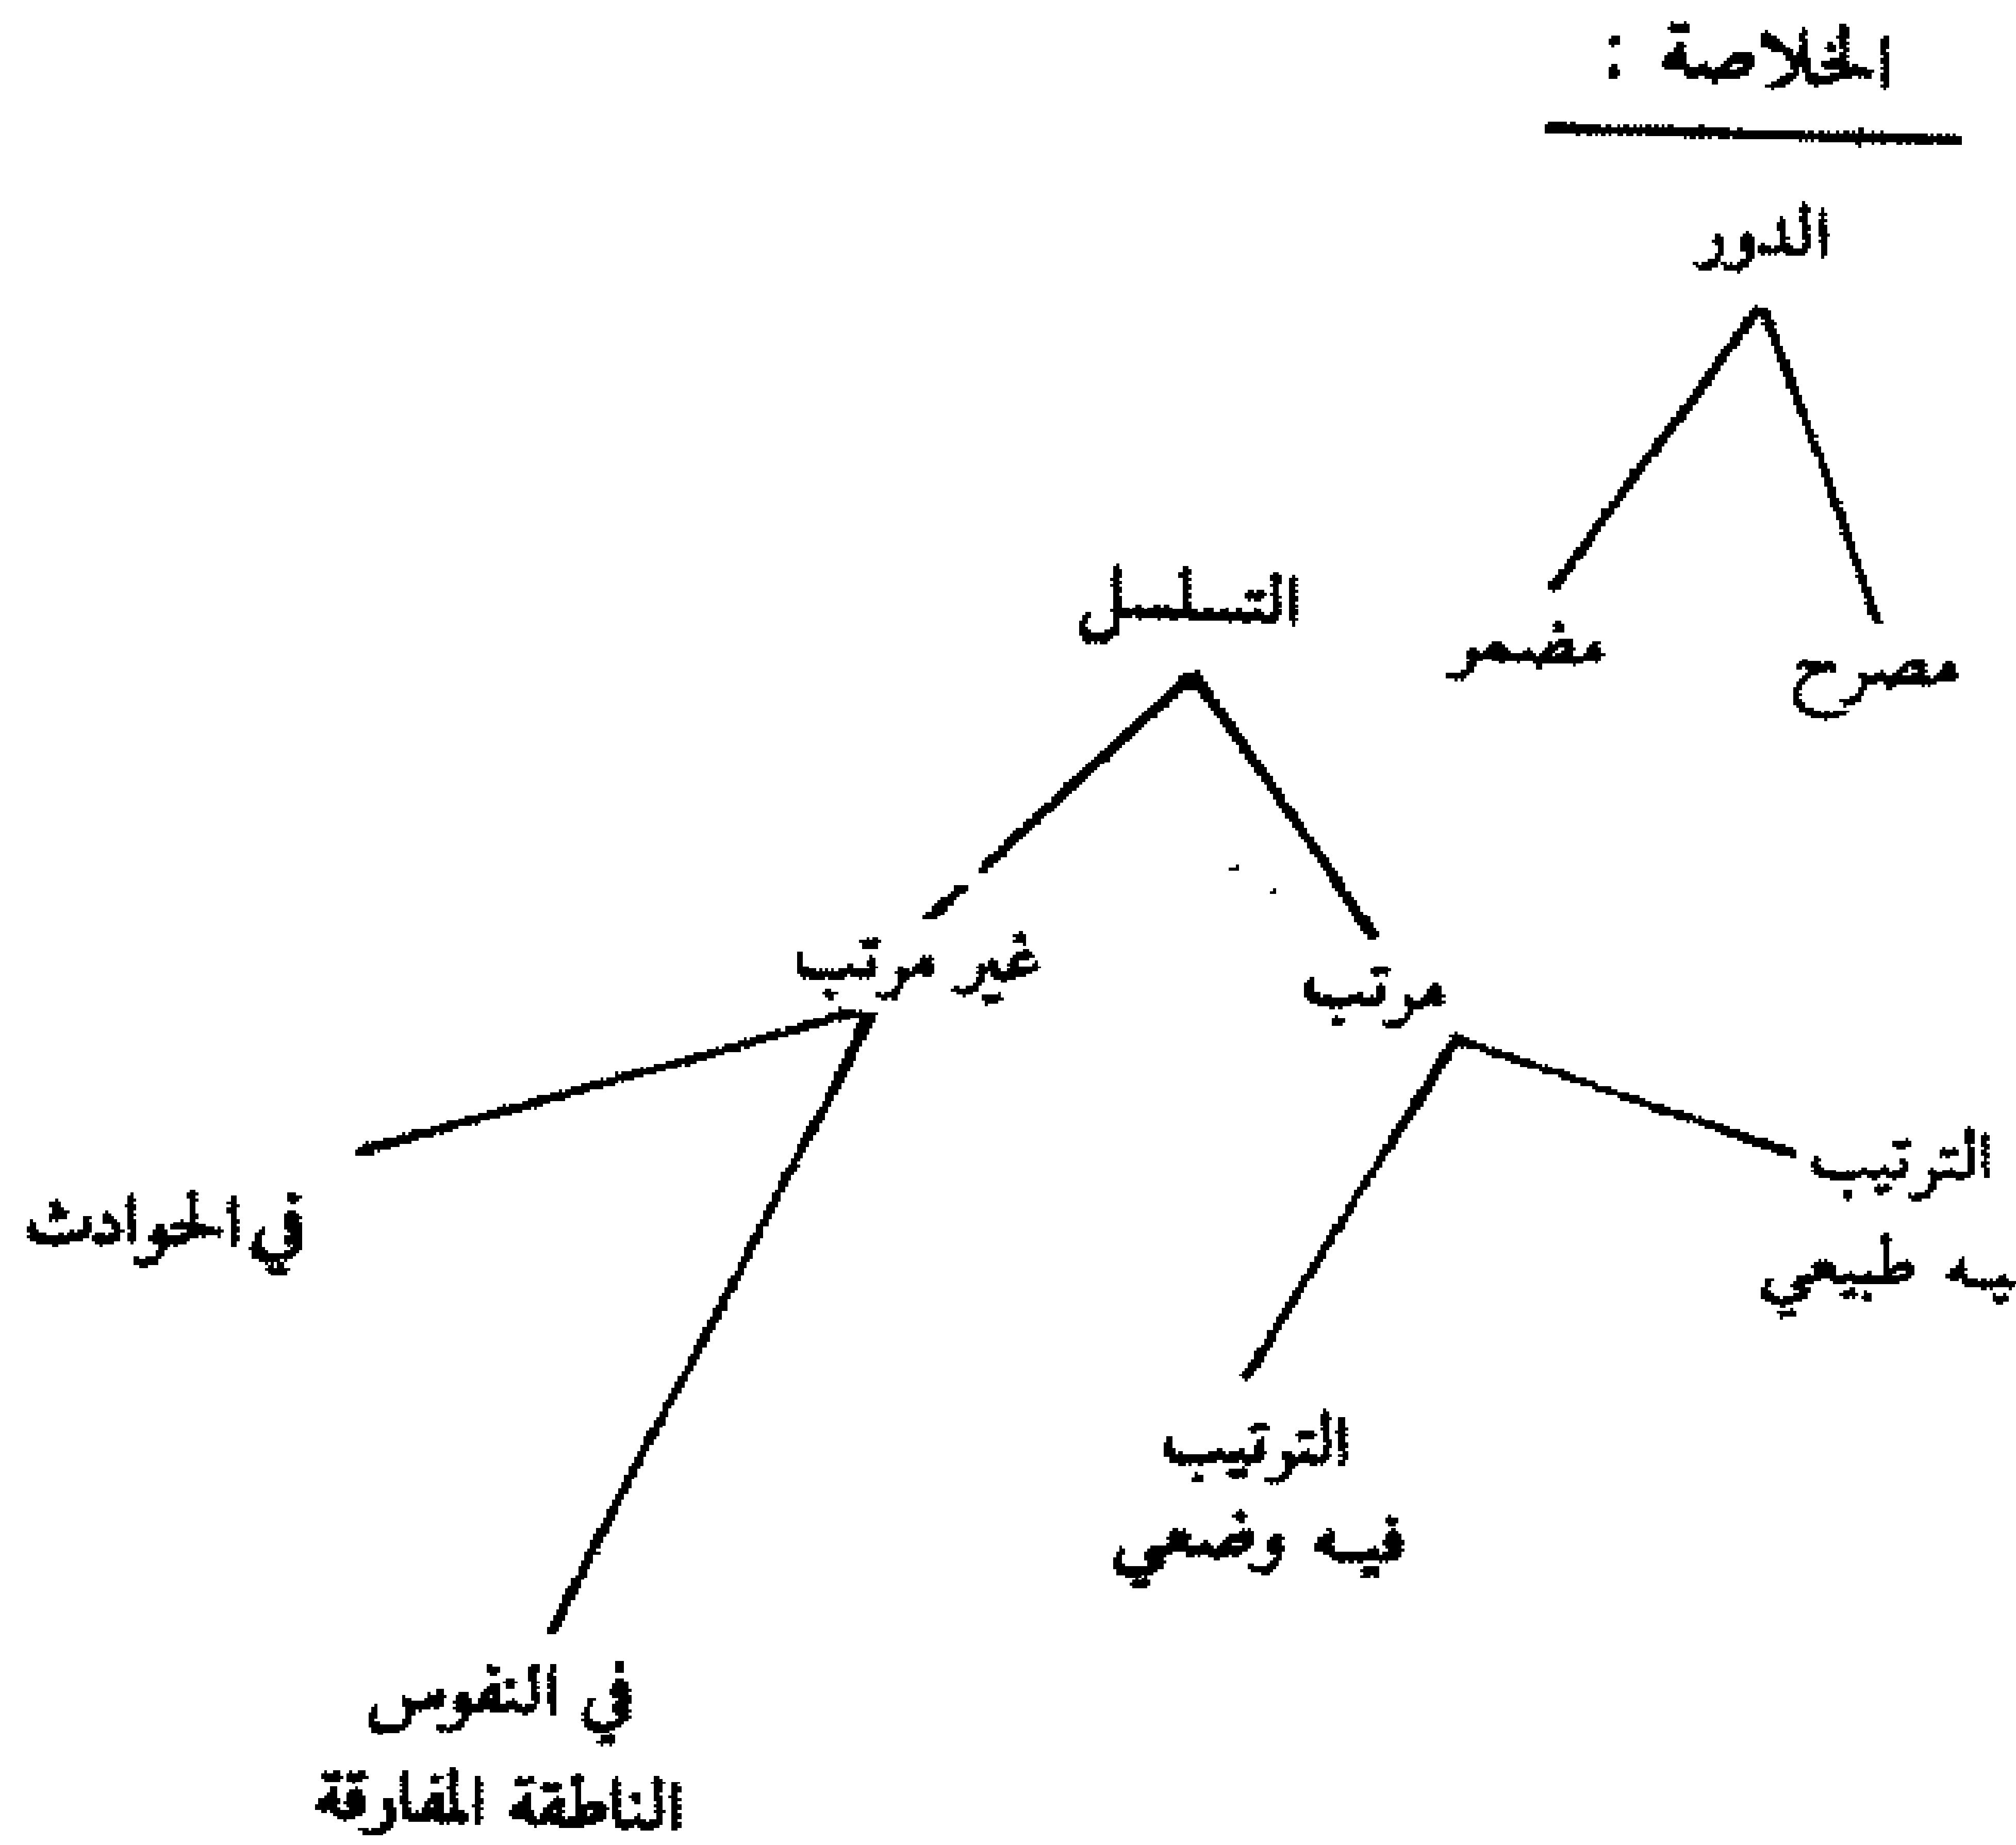 الخلاصة :
الدور
مصرح
مضمر
التسلسل
مرتب
غير مرتب
الترتيب
طبيعي
الترتيب
فيه وضعي
في الحوادث
في النفوس
الناطقة المفارقة